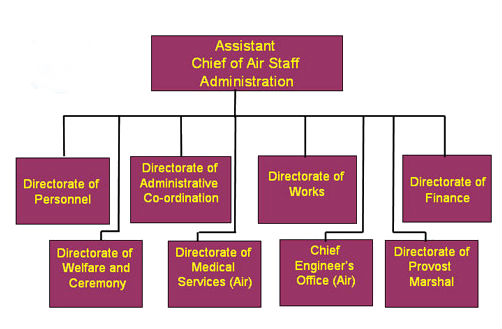 Assistant
Chief of Air Staff
Administration
Directorate of
Personnel
Directorate of
Administrative
Co-ordination
Directorate of
Works
Directorate of
Finance
Directorate of
Welfare and
Ceremony
Directorate of
Medical
Services (Air)
Chief
Engineer's
Office (Air)
Directorate of
Provost
Marshal